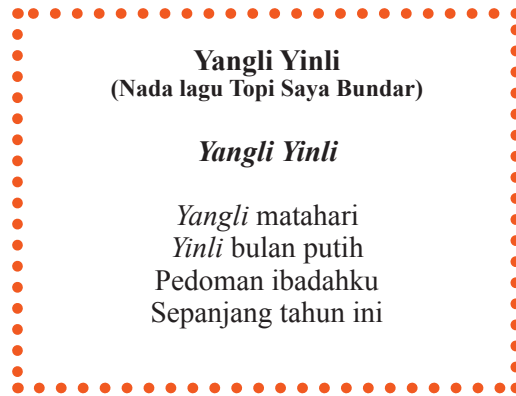 Yangli Yinli
(Nada lagu Topi Saya Bundar)
Yangli Yinli
Yangli matahari
Yinli bulan putih
Pedoman ibadahku
Sepanjang tahun ini